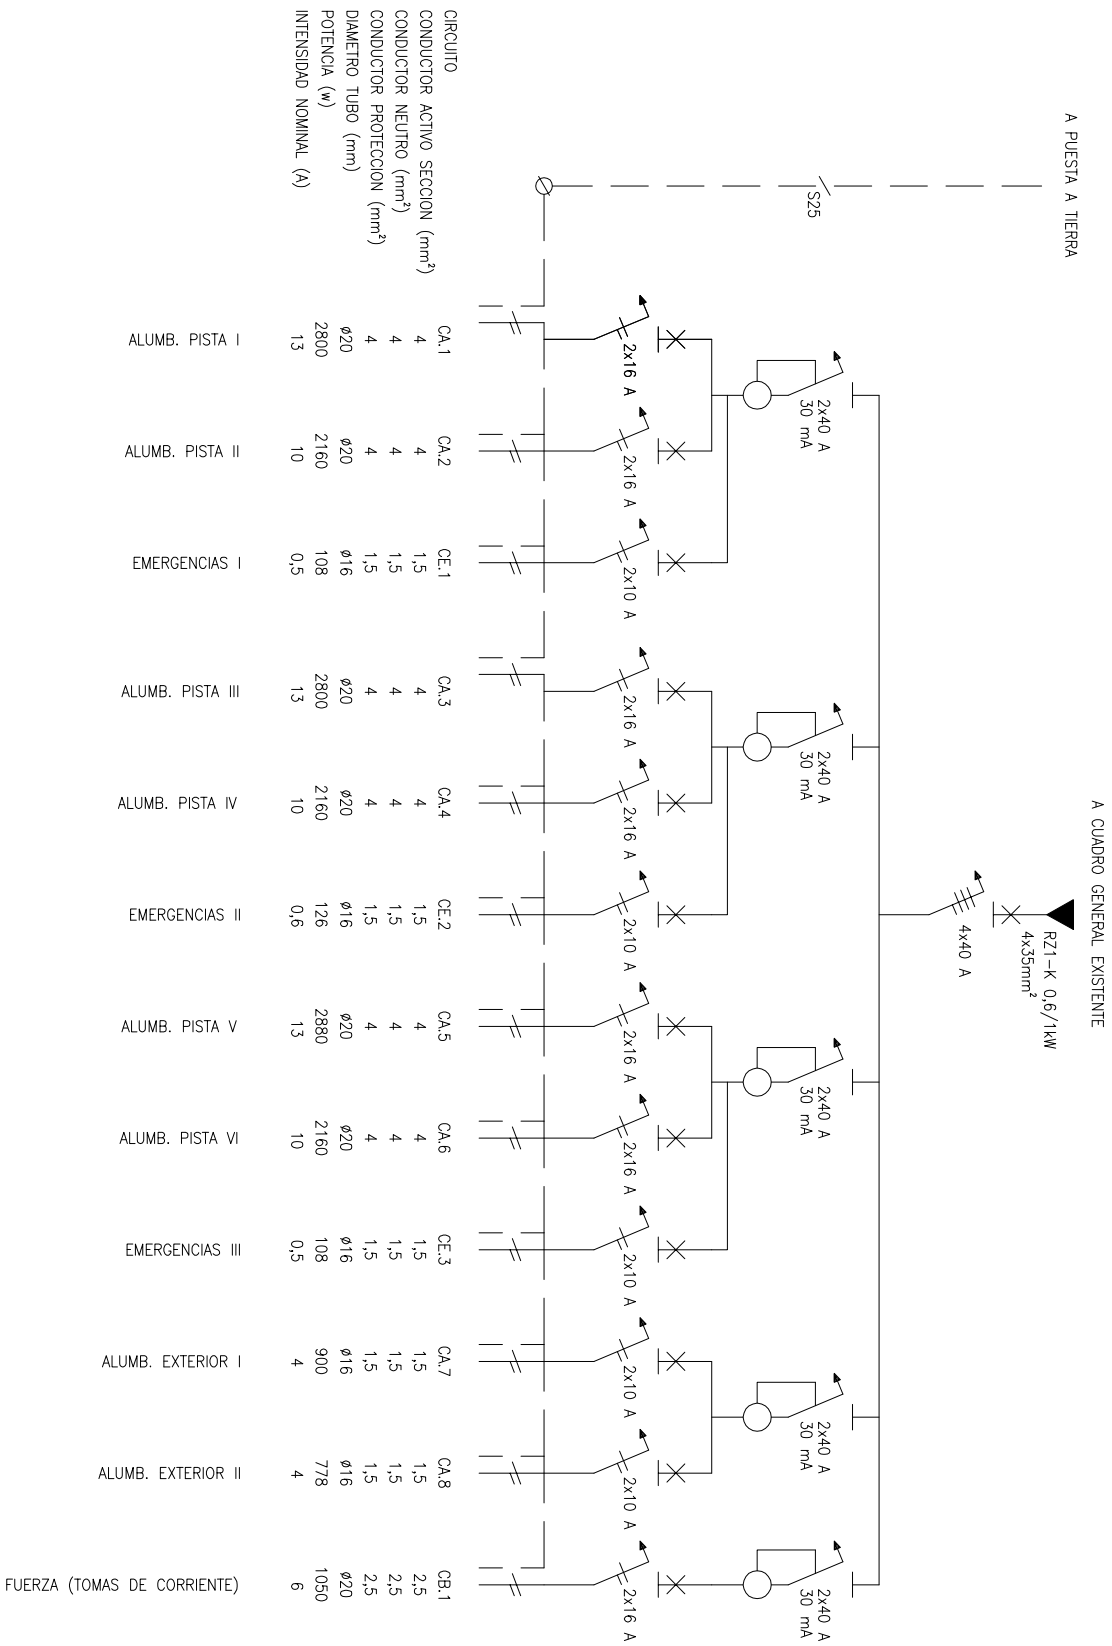 A PUESTA A TIERRA
S25
A CUADRO GENERAL EXISTENTE
RZ1-K 0,6/1kW
4x35mm²
4x40 A
2x40 A
30 mA
2x40 A
30 mA
2x40 A
30 mA
2x40 A
30 mA
2x40 A
30 mA
2x16 A
2x16 A
2x10 A
2x16 A
2x16 A
2x10 A
2x16 A
2x16 A
2x10 A
2x10 A
2x10 A
2x16 A
CIRCUITO CA.1 CA.2 CE.1 CA.3 CA.4 CE.2 CA.5 CA.6 CE.3 CA.7 CA.8 CB.1
CONDUCTOR ACTIVO SECCION (mm²) 4 4 1,5 4 4 1,5 4 4 1,5 1,5 1,5 2,5
CONDUCTOR NEUTRO (mm²) 4 4 1,5 4 4 1,5 4 4 1,5 1,5 1,5 2,5
CONDUCTOR PROTECCION (mm²) 4 4 1,5 4 4 1,5 4 4 1,5 1,5 1,5 2,5
DIAMETRO TUBO (mm) ø20 ø20 ø16 ø20 ø20 ø16 ø20 ø20 ø16 ø16 ø16 ø20
POTENCIA (w) 2800 2160 108 2800 2160 126 2880 2160 108 900 778 1050
INTENSIDAD NOMINAL (A) 13 10 0,5 13 10 0,6 13 10 0,5 4 4 6
ALUMB. PISTA I
ALUMB. PISTA II
EMERGENCIAS I
ALUMB. PISTA III
ALUMB. PISTA IV
EMERGENCIAS II
ALUMB. PISTA V
ALUMB. PISTA VI
EMERGENCIAS III
ALUMB. EXTERIOR I
ALUMB. EXTERIOR II
FUERZA (TOMAS DE CORRIENTE)